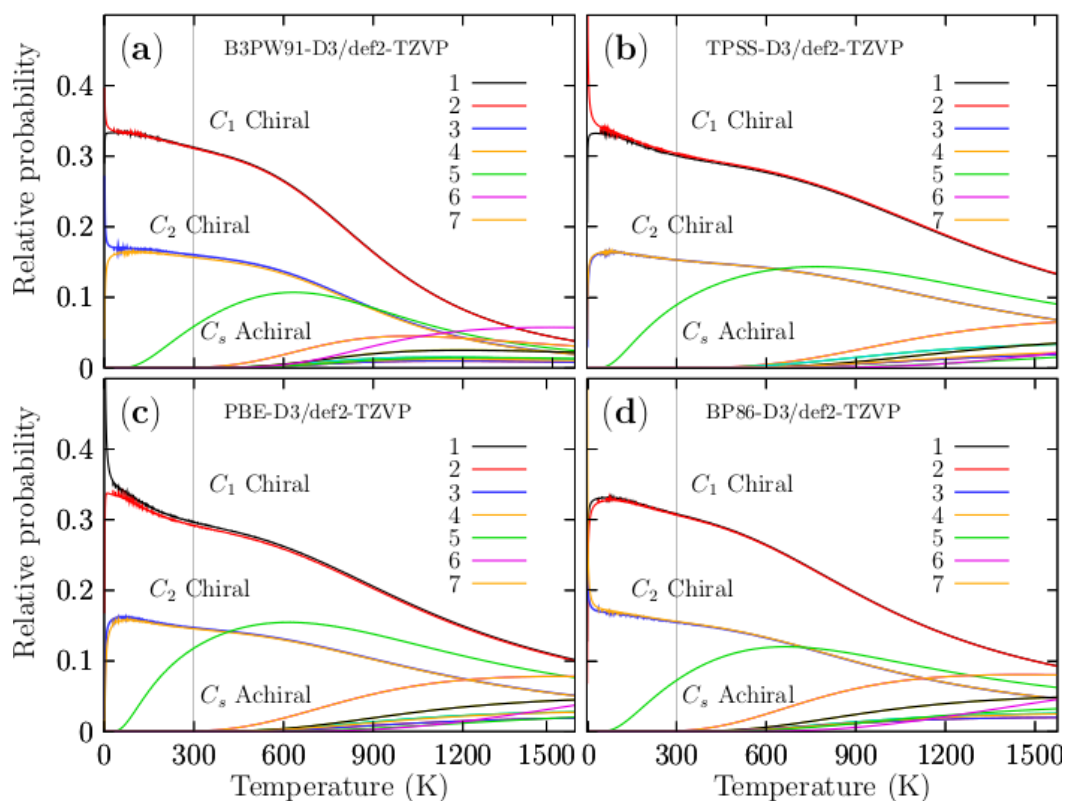 (a) B3PW91-D3/def2-TZVP
(b) TPSS-D3/def2-TZVP
Relative probability
0.4
0.3
0.2
0.1
0
C₁ Chiral
C₂ Chiral
Cₛ Achiral
1
2
3
4
5
6
7
C₁ Chiral
C₂ Chiral
Cₛ Achiral
1
2
3
4
5
6
7
(c) PBE-D3/def2-TZVP
(d) BP86-D3/def2-TZVP
Relative probability
0.4
0.3
0.2
0.1
0
C₁ Chiral
C₂ Chiral
Cₛ Achiral
1
2
3
4
5
6
7
C₁ Chiral
C₂ Chiral
Cₛ Achiral
1
2
3
4
5
6
7
0 300 600 900 1200 1500
0 300 600 900 1200 1500
Temperature (K)
Temperature (K)